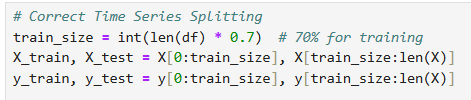 # Correct Time Series Splitting
train_size = int(len(df) * 0.7)  # 70% for training
X_train, X_test = X[0:train_size], X[train_size:len(X)]
y_train, y_test = y[0:train_size], y[train_size:len(X)]